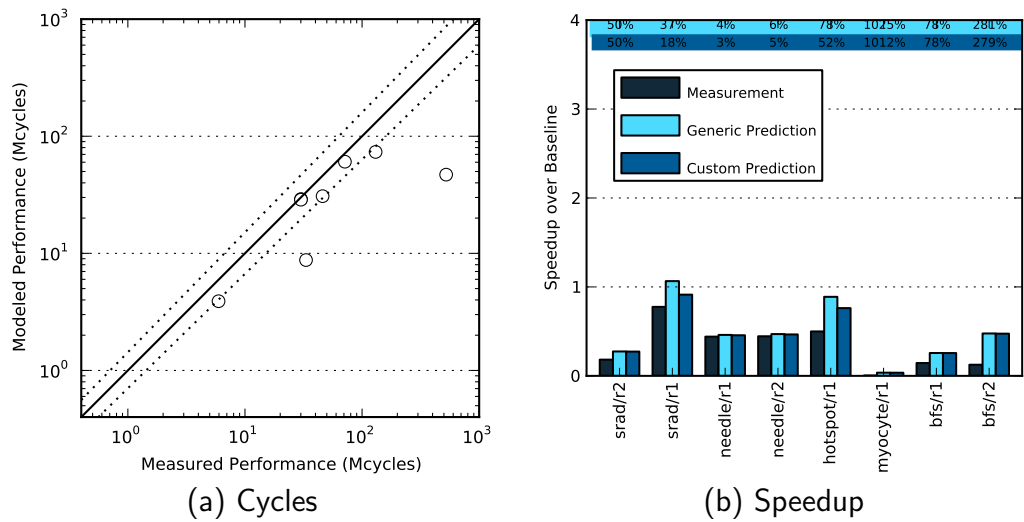 10³
10²
10¹
10⁰
10⁰ 10¹ 10² 10³
Modeled Performance (Mcycles)
Measured Performance (Mcycles)
(a) Cycles
4
3
2
1
0
Speedup over Baseline
50% 37% 4% 6% 78% 78% 281%
50% 18% 3% 5% 52% 1012% 78% 279%
Measurement
Generic Prediction
Custom Prediction
srad/r2
srad/r1
needle/r1
needle/r2
hotspot/r1
myocyte/r1
bfs/r1
bfs/r2
(b) Speedup